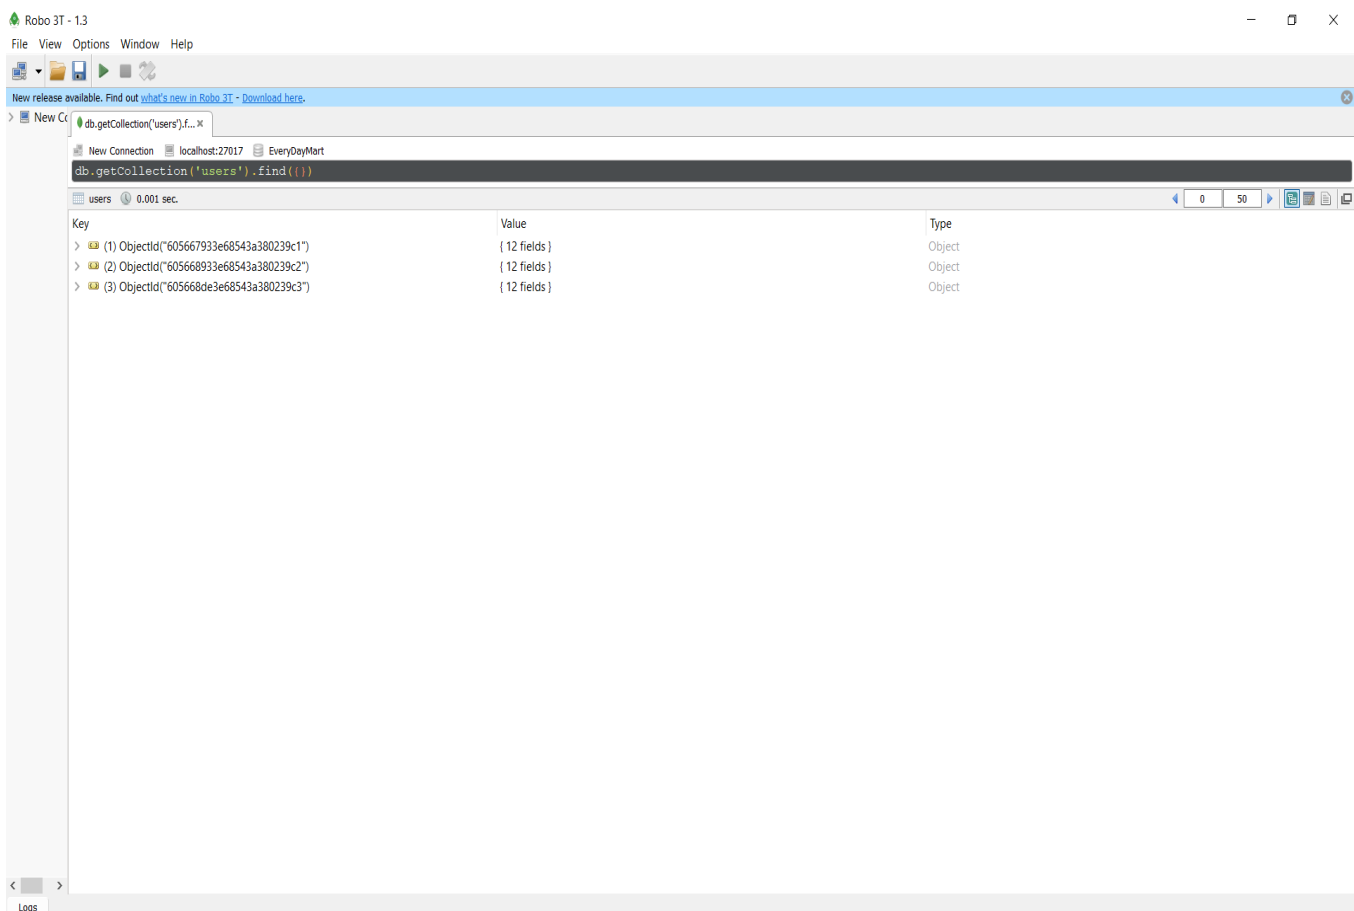 Robo 3T - 1.3
File View Options Window Help
New release available. Find out what's new in Robo 3T - Download here.
New Co
db.getCollection('users').f...
New Connection localhost:27017 EveryDayMart
db.getCollection('users').find({})
users 0.001 sec. 0 50
Key Value Type
(1) ObjectId("605667933e68543a380239c1") { 12 fields } Object
(2) ObjectId("605668933e68543a380239c2") { 12 fields } Object
(3) ObjectId("605668de3e68543a380239c3") { 12 fields } Object
Logs